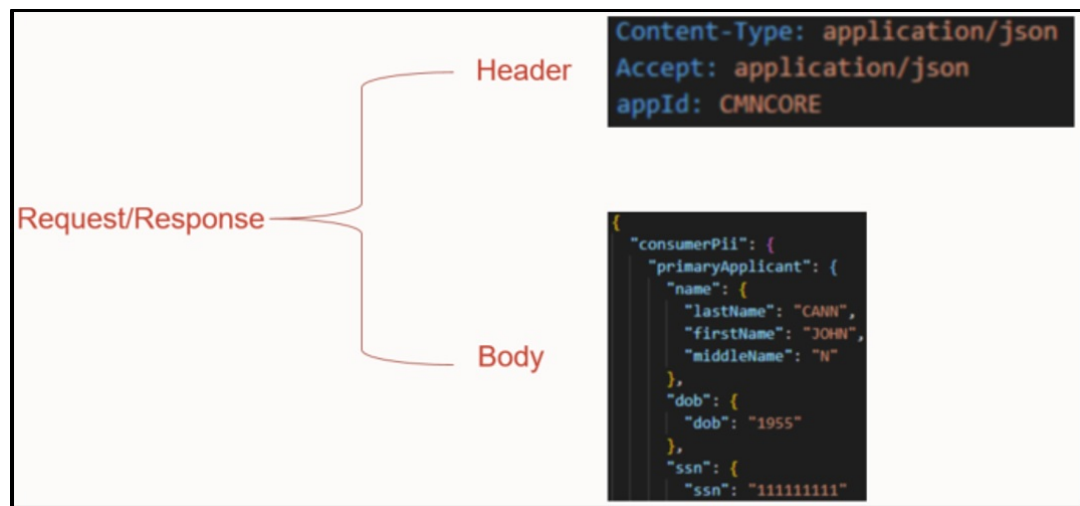 Request/Response
Header
Content-Type: application/json
Accept: application/json
appId: CMNCORE
Body
{
"consumerPii": {
"primaryApplicant": {
"name": {
"lastName": "CANN",
"firstName": "JOHN",
"middleName": "N"
},
"dob": {
"dob": "1955"
},
"ssn": {
"ssn": "111111111"